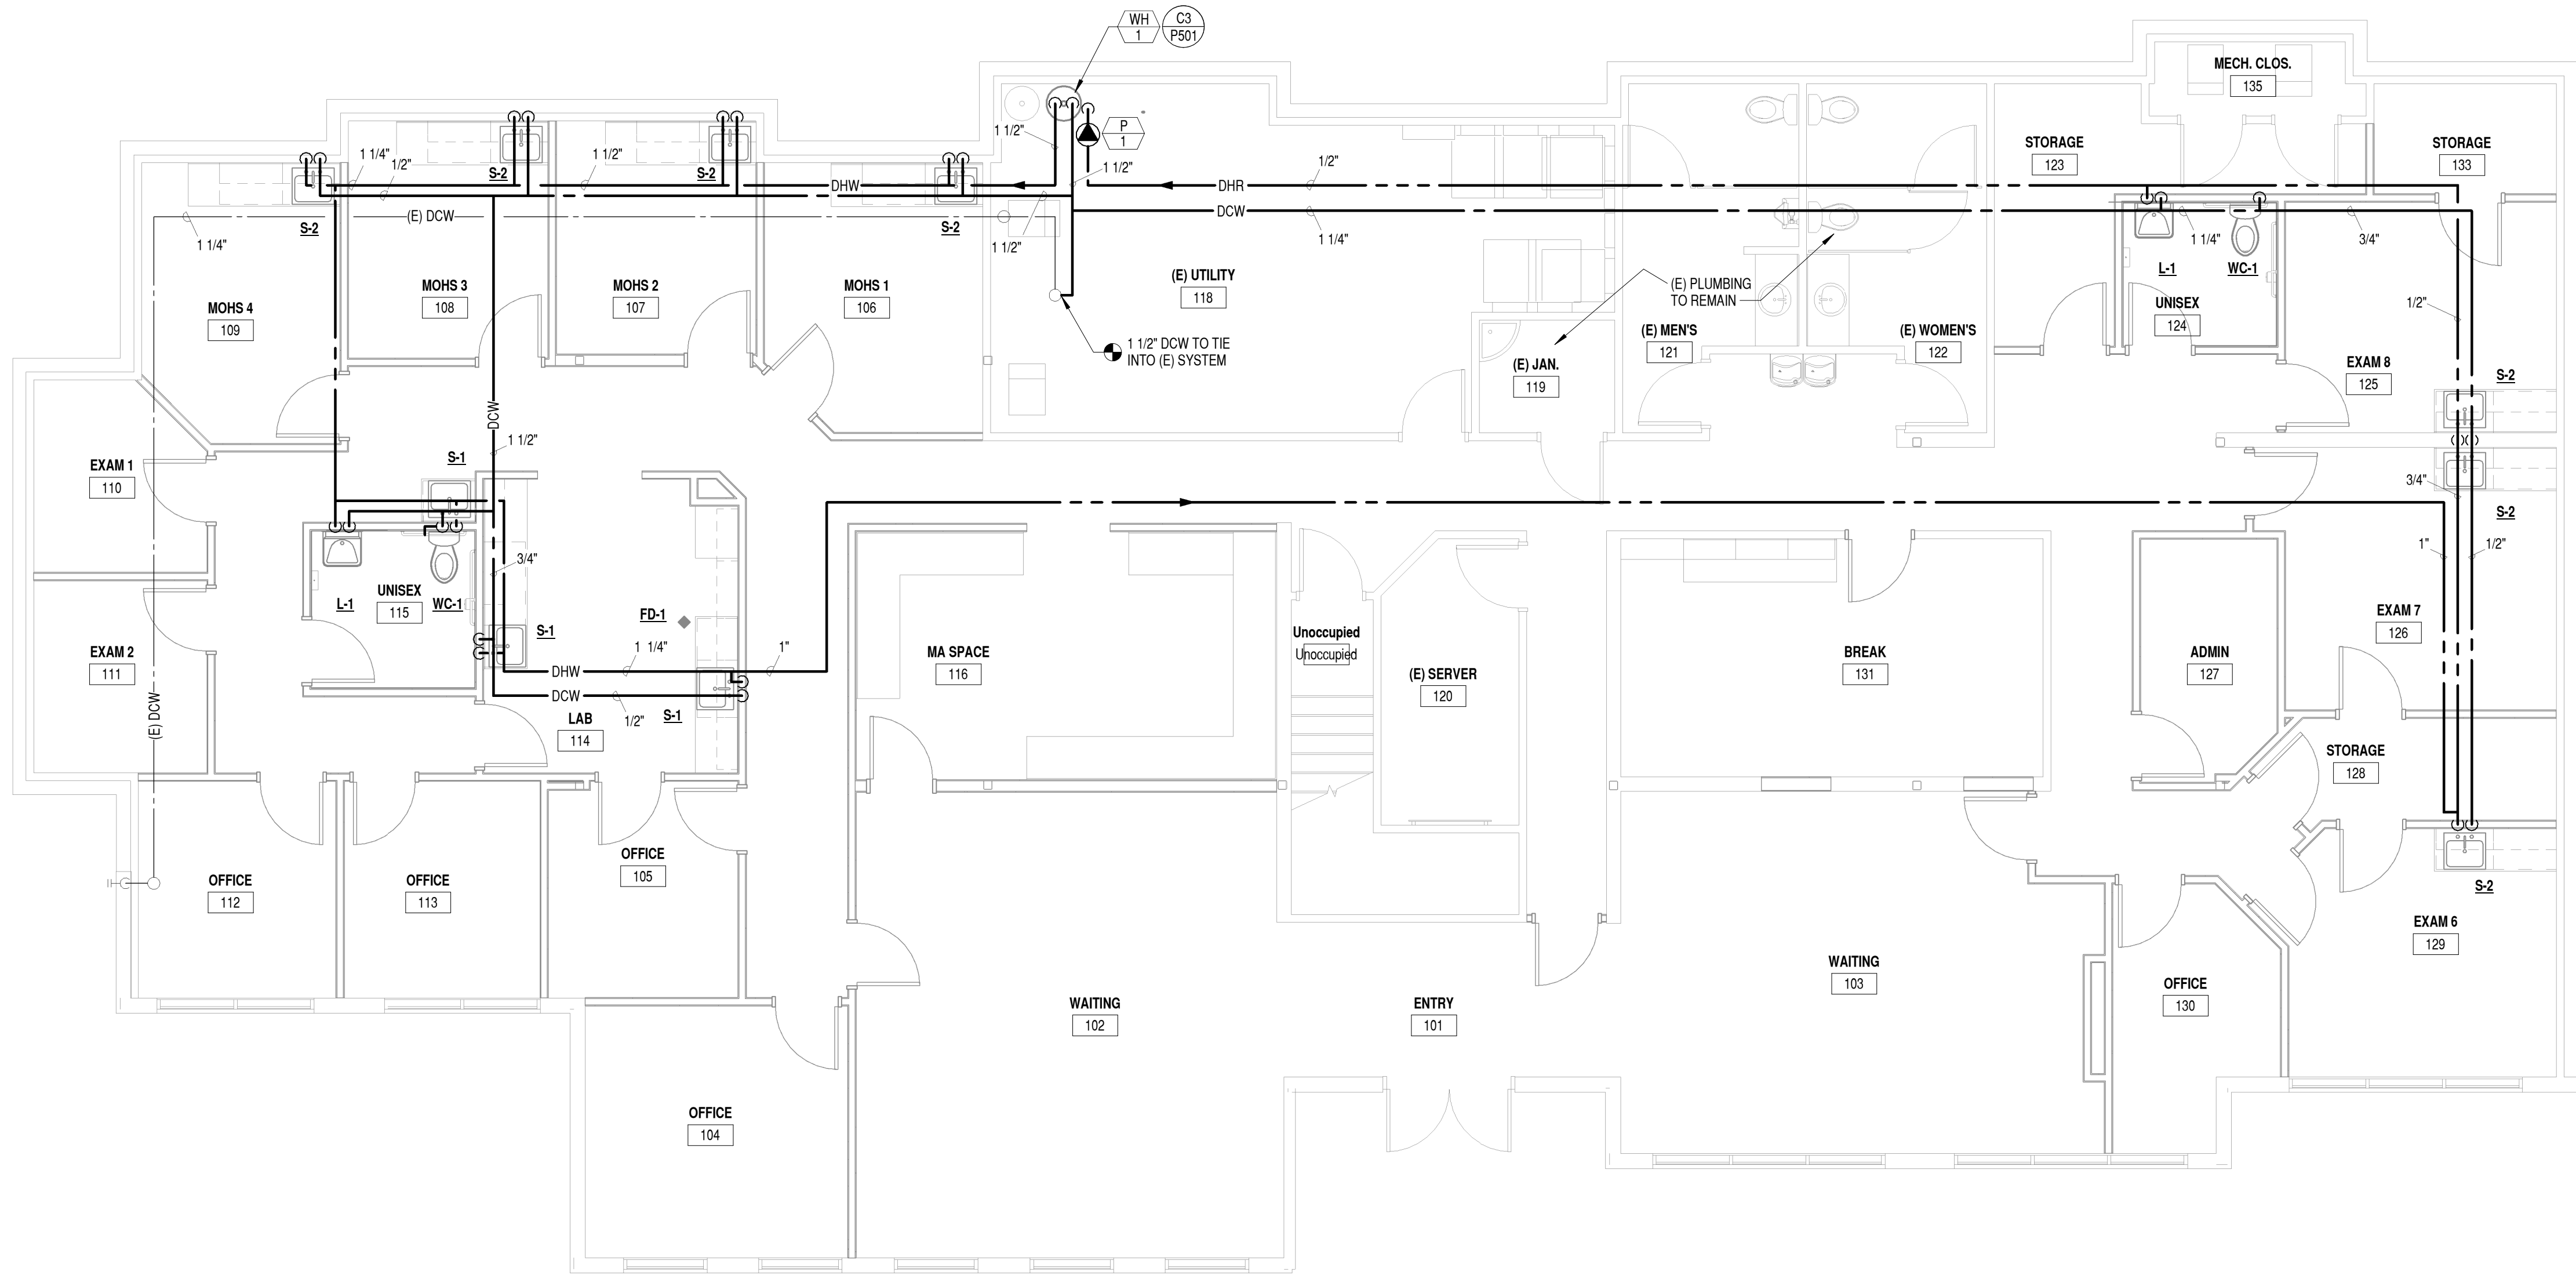 WH
1
C3
P501
MECH. CLOS.
135
P
1
1 1/2"
1 1/2"
STORAGE
123
STORAGE
133
1 1/4"
1/2"
1 1/2"
S-2
S-2
DHW
DHR
1/2"
(E) DCW
DCW
1 1/4"
1 1/4"
S-2
S-2
1 1/2"
1 1/4"
3/4"
L-1
WC-1
(E) UTILITY
118
(E) PLUMBING
TO REMAIN
UNISEX
124
1/2"
MOHS 4
109
MOHS 3
108
MOHS 2
107
MOHS 1
106
1 1/2" DCW TO TIE
INTO (E) SYSTEM
(E) JAN.
119
(E) MEN'S
121
(E) WOMEN'S
122
EXAM 8
125
S-2
DCW
1 1/2"
S-1
EXAM 1
110
3/4"
S-2
3/4"
1"
1/2"
L-1
UNISEX
115
WC-1
FD-1
S-1
EXAM 2
111
DHW
1 1/4"
1"
DCW
1/2"
S-1
LAB
114
(E) DCW
MA SPACE
116
Unoccupied
Unoccupied
(E) SERVER
120
BREAK
131
ADMIN
127
EXAM 7
126
STORAGE
128
OFFICE
112
OFFICE
113
OFFICE
105
S-2
EXAM 6
129
WAITING
102
ENTRY
101
WAITING
103
OFFICE
130
OFFICE
104